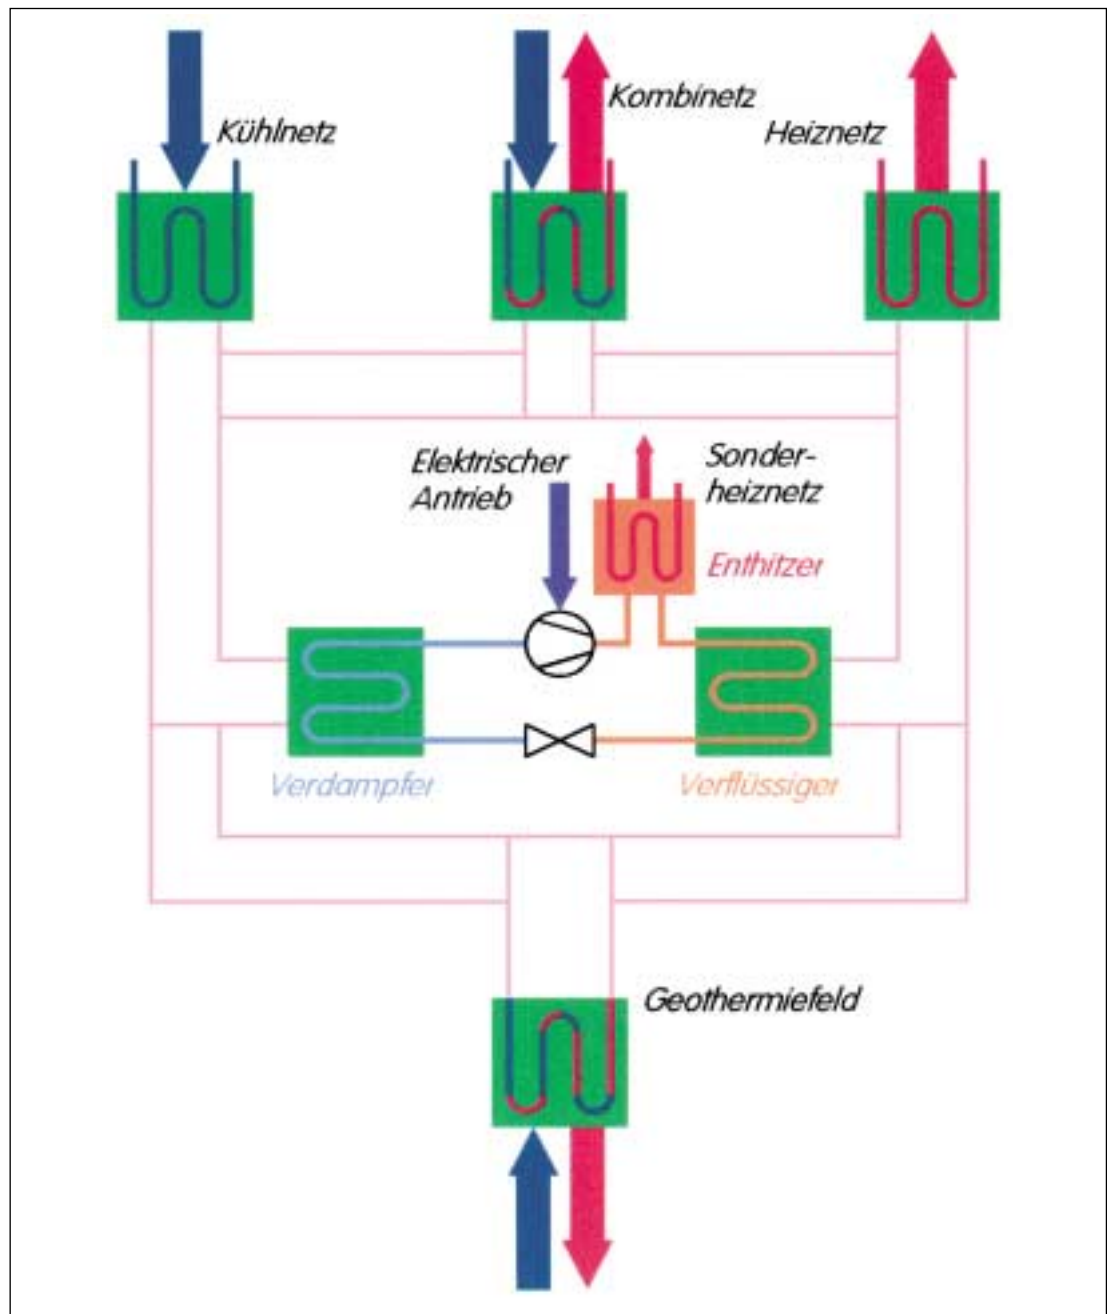 Kühlnetz
Kombinetz
Heiznetz
Elektrischer
Antrieb
Sonder-
heiznetz
Enthitzer
Verdampfer
Verflüssiger
Geothermiefeld